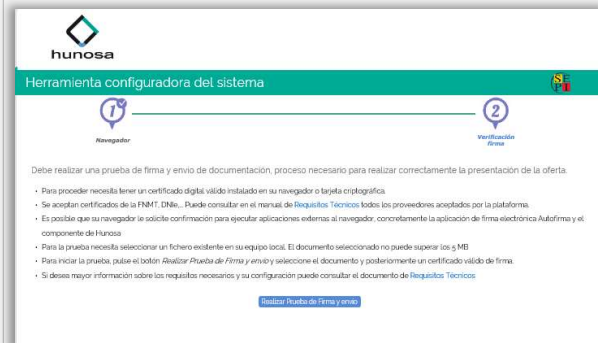 hunosa
Herramienta configuradora del sistema
SEPI
1
2
Navegador
Verificación
firma
Debe realizar una prueba de firma y envio de documentación, proceso necesario para realizar correctamente la presentación de la oferta.
• Para proceder necesita tener un certificado digital válido instalado en su navegador o tarjeta criptográfica.
• Se aceptan certificados de la FNMT, DNIe,... Puede consultar en el manual de Requisitos Técnicos todos los proveedores aceptados por la plataforma.
• Es posible que su navegador le solicite confirmación para ejecutar aplicaciones externas al navegador, concretamente la aplicación de firma electrónica Autofirma y el
componente de Hunosa
• Para la prueba necesita seleccionar un fichero existente en su equipo local. El documento seleccionado no puede superar los 5 MB
• Para iniciar la prueba, pulse el botón Realizar Prueba de Firma y envio y seleccione el documento y posteriormente un certificado válido de firma.
• Si desea mayor información sobre los requisitos necesarios y su configuración puede consultar el documento de Requisitos Técnicos
Realizar Prueba de Firma y envio